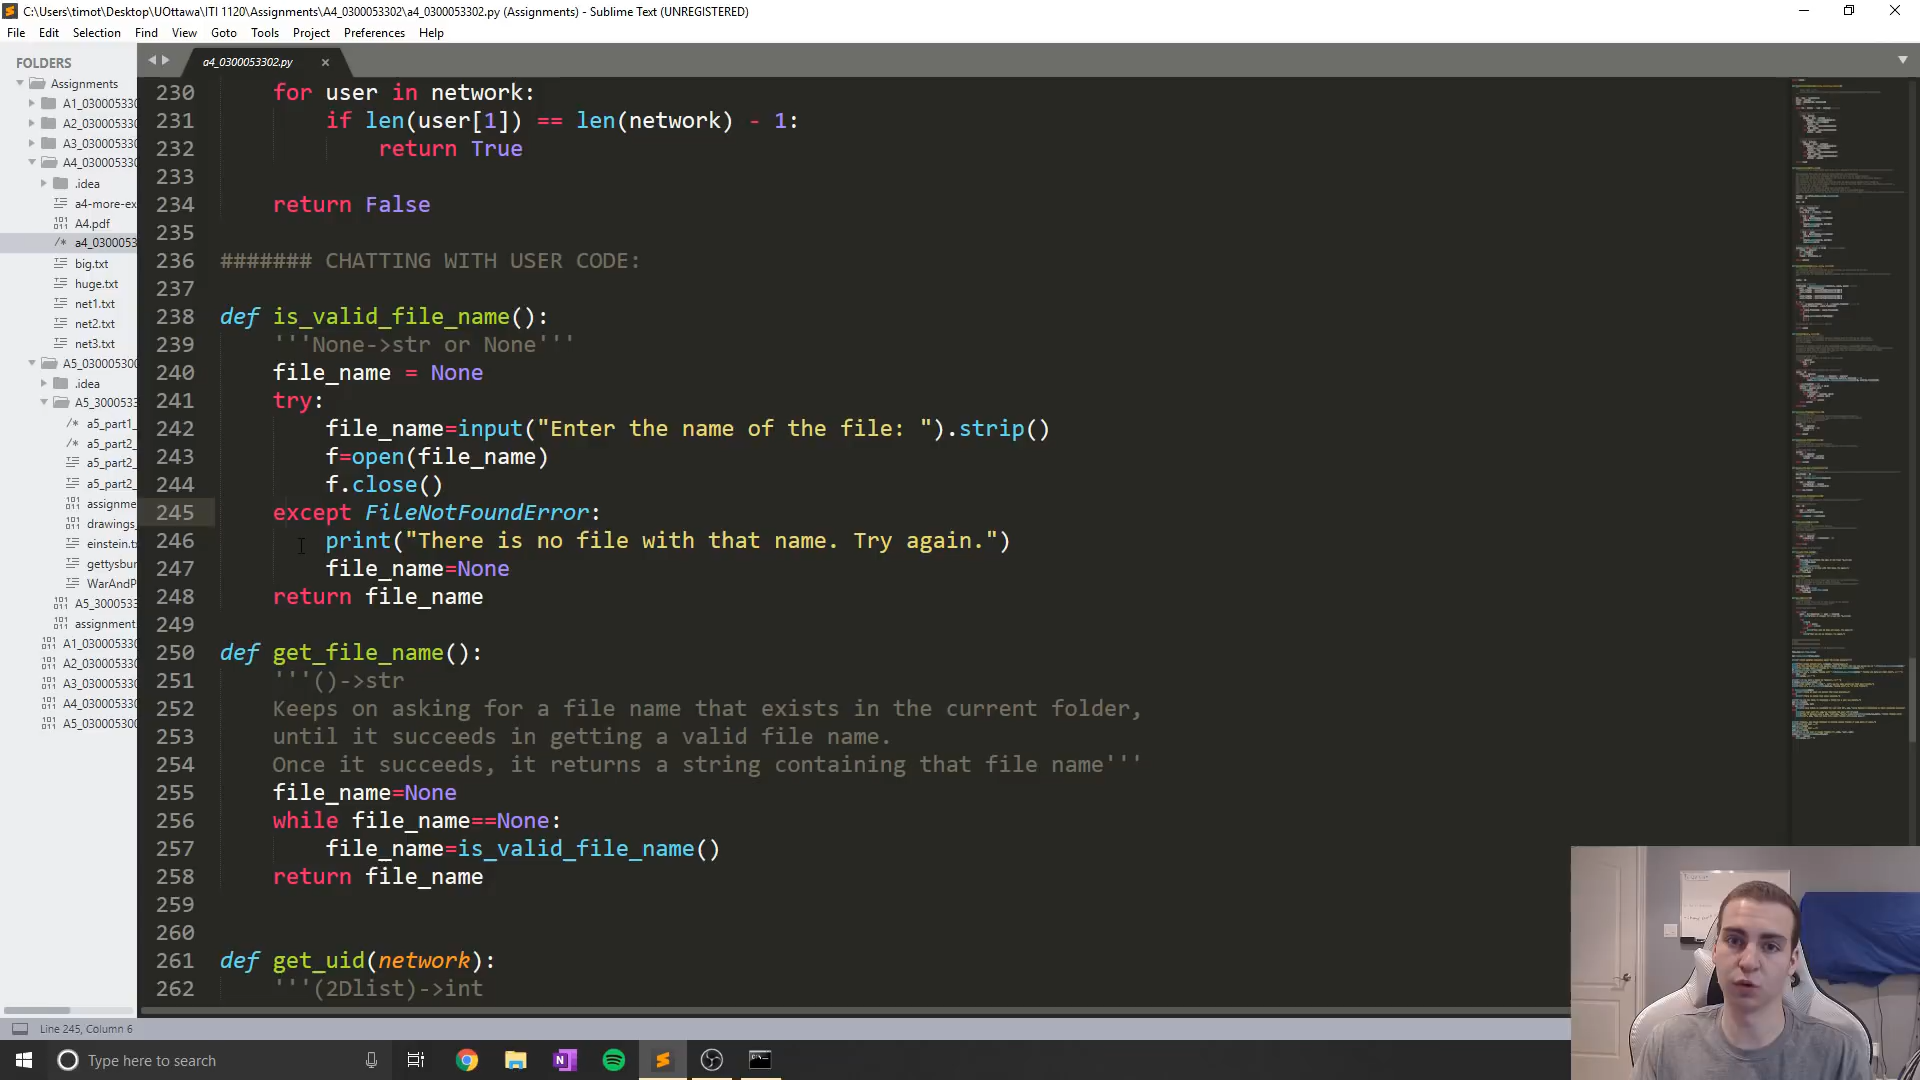 C:\Users\timot\Desktop\UOttawa\ITI 1120\Assignments\A4_0300053302\a4_0300053302.py (Assignments) - Sublime Text (UNREGISTERED)
File Edit Selection Find View Goto Tools Project Preferences Help
FOLDERS
Assignments
A1_030005330
A2_030005330
A3_030005330
A4_030005330
.idea
a4-more-ex
A4.pdf
a4_0300053
big.txt
huge.txt
net1.txt
net2.txt
net3.txt
A5_030005300
.idea
A5_3000533
a5_part1_
a5_part2_
a5_part2_
a5_part2_
assignme
drawings_
einstein.t
gettysbur
WarAndP
A5_300053
assignment.
A1_03000533
A2_03000533
A3_03000533
A4_03000533
A5_03000533
a4_0300053302.py
230 for user in network:
231 if len(user[1]) == len(network) - 1:
232 return True
233
234 return False
235
236 ####### CHATTING WITH USER CODE:
237
238 def is_valid_file_name():
239 '''None->str or None'''
240 file_name = None
241 try:
242 file_name=input("Enter the name of the file: ").strip()
243 f=open(file_name)
244 f.close()
245 except FileNotFoundError:
246 print("There is no file with that name. Try again.")
247 file_name=None
248 return file_name
249
250 def get_file_name():
251 '''()->str
252 Keeps on asking for a file name that exists in the current folder,
253 until it succeeds in getting a valid file name.
254 Once it succeeds, it returns a string containing that file name'''
255 file_name=None
256 while file_name==None:
257 file_name=is_valid_file_name()
258 return file_name
259
260
261 def get_uid(network):
262 '''(2Dlist)->int
Line 245, Column 6
Type here to search